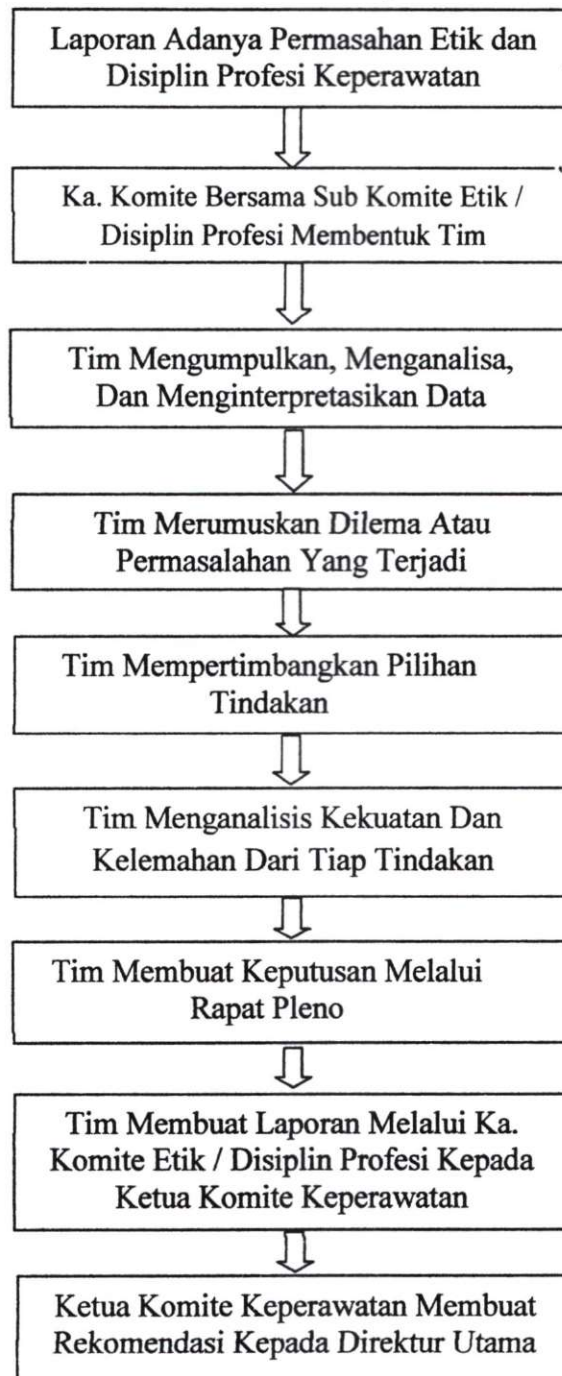 Laporan Adanya Permasahan Etik dan
Disiplin Profesi Keperawatan
Ka. Komite Bersama Sub Komite Etik /
Disiplin Profesi Membentuk Tim
Tim Mengumpulkan, Menganalisa,
Dan Menginterpretasikan Data
Tim Merumuskan Dilema Atau
Permasalahan Yang Terjadi
Tim Mempertimbangkan Pilihan
Tindakan
Tim Menganalisis Kekuatan Dan
Kelemahan Dari Tiap Tindakan
Tim Membuat Keputusan Melalui
Rapat Pleno
Tim Membuat Laporan Melalui Ka.
Komite Etik / Disiplin Profesi Kepada
Ketua Komite Keperawatan
Ketua Komite Keperawatan Membuat
Rekomendasi Kepada Direktur Utama